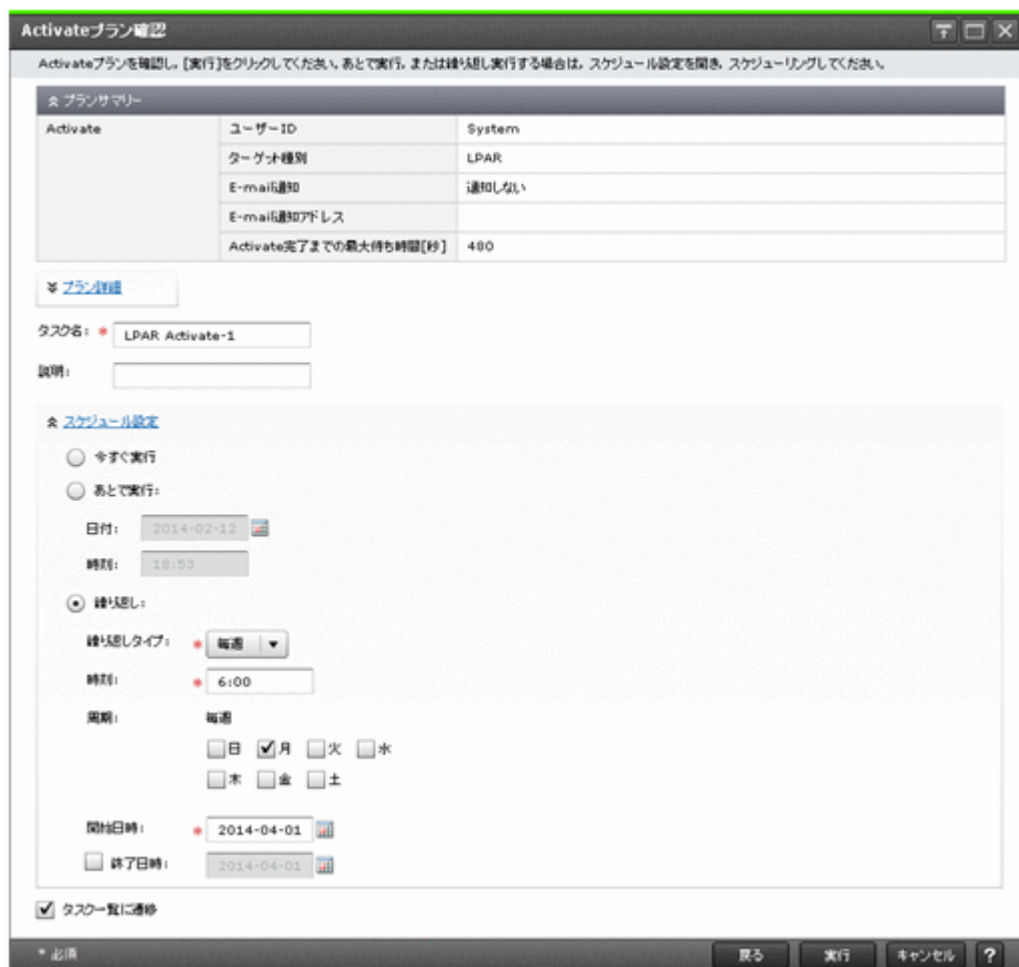 Activateプラン確認
Activateプランを確認し, [実行]をクリックしてください。あとで実行, または繰り返し実行する場合は, スケジュール設定を開き, スケジューリングしてください。
プランサマリー
Activate ユーザーID System
ターゲット種別 LPAR
E-mail通知 通知しない
E-mail通知アドレス
Activate完了までの最大待ち時間[秒] 480
プラン詳細
タスク名: * LPAR Activate-1
説明:
スケジュール設定
今すぐ実行
あとで実行:
日付: 2014-02-12
時刻: 18:53
繰り返し:
繰り返しタイプ: * 毎週
時刻: * 6:00
周期: 毎週
日 月 火 水
木 金 土
開始日時: * 2014-04-01
終了日時: 2014-04-01
タスク一覧に遷移
* 必須 戻る 実行 キャンセル ?